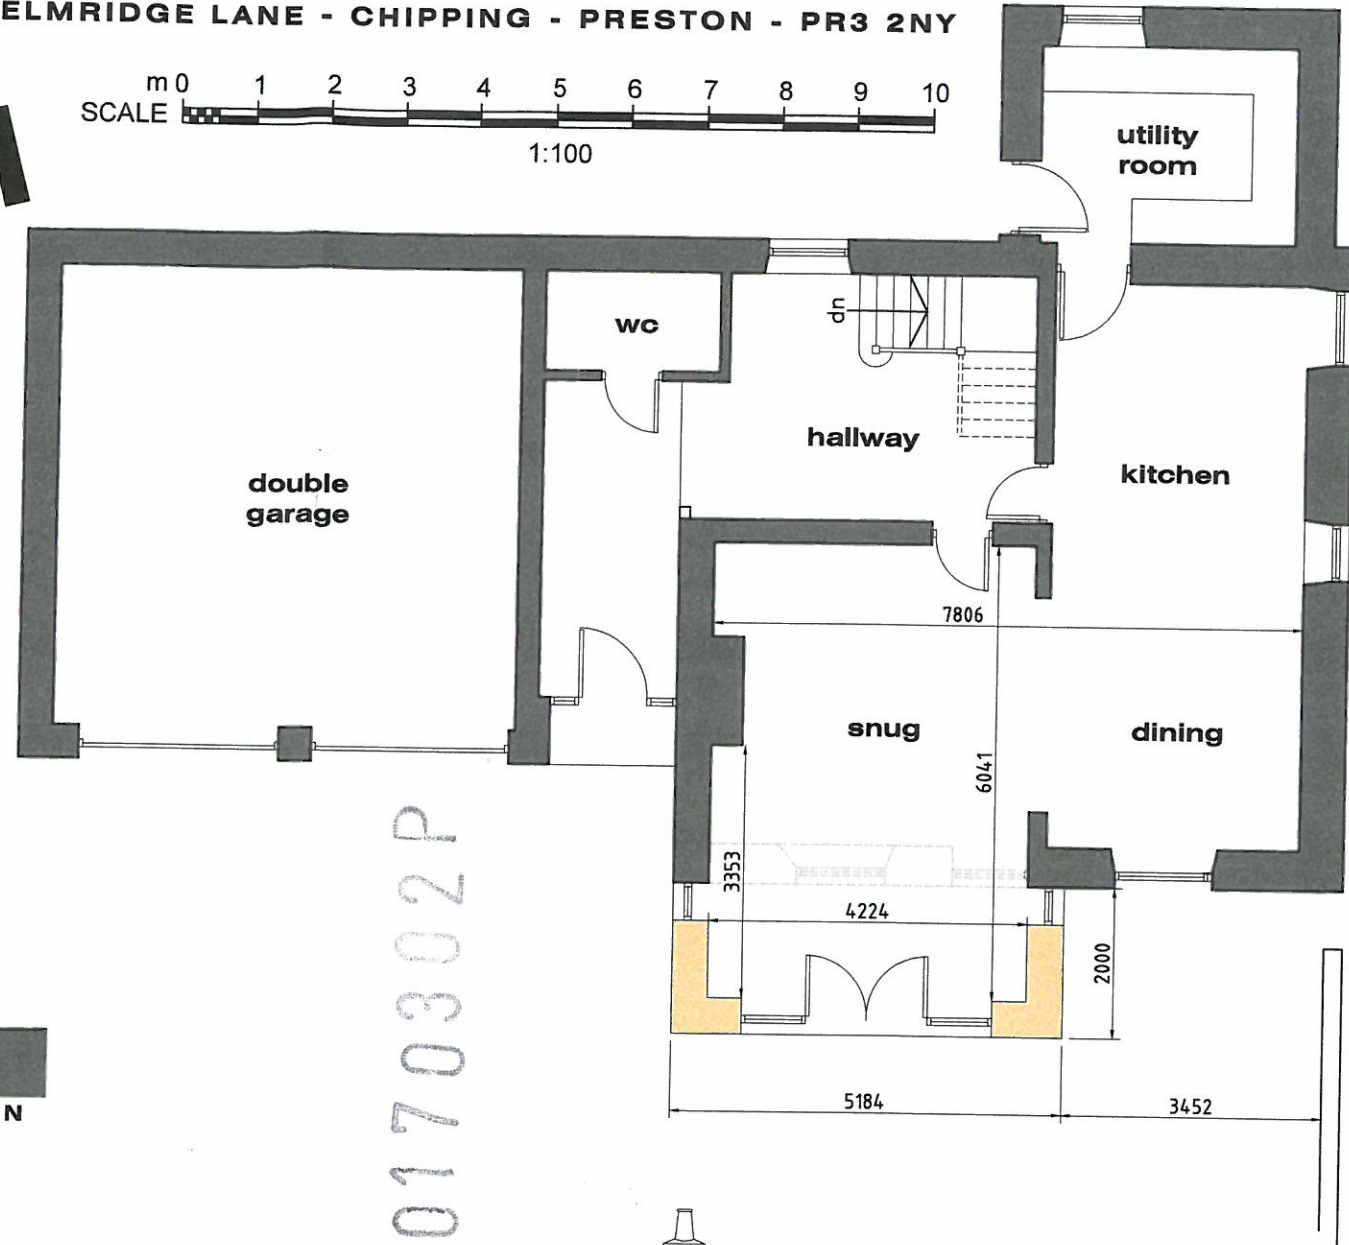 ELMRIDGE LANE - CHIPPING - PRESTON - PR3 2NY
m 0 1 2 3 4 5 6 7 8 9 10
SCALE
1:100
utility
room
wc
dn
hallway
kitchen
double
garage
7806
snug
dining
6041
3353
4224
2000
5184
3452
N
0170302P